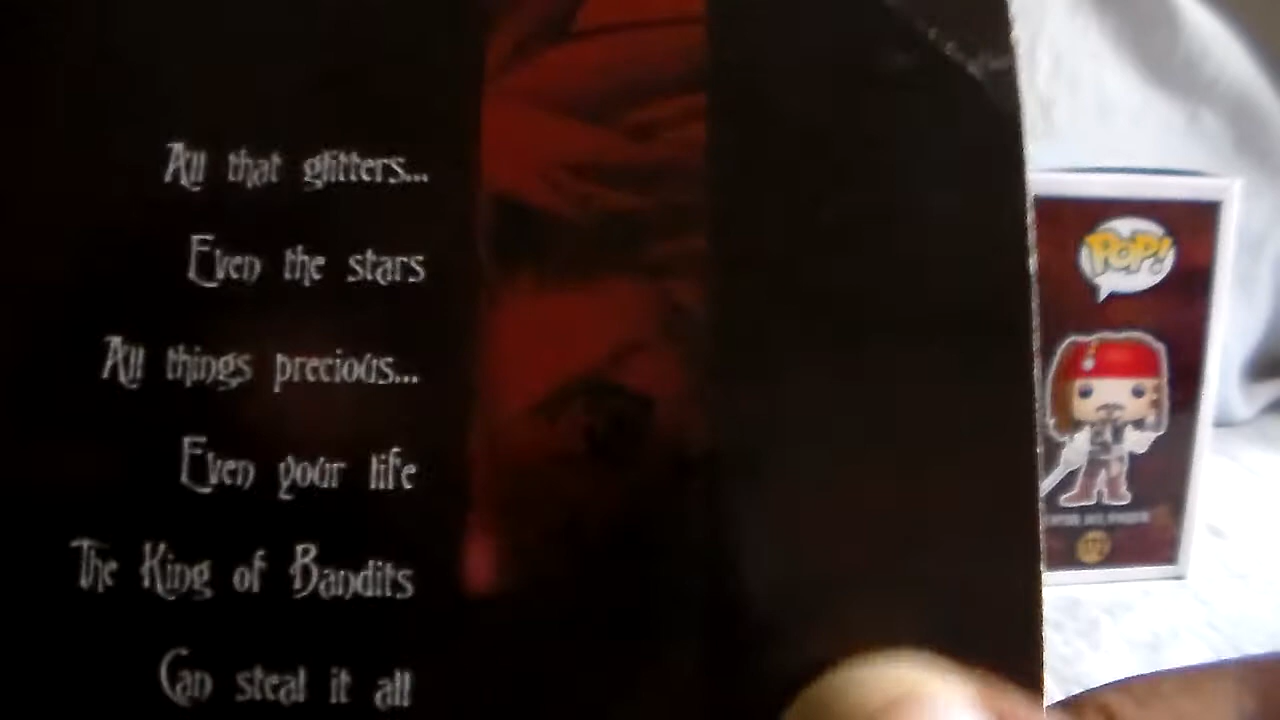 All that glitters...
Even the stars
All things precious...
Even your life
The King of Bandits
Can steal it all
POP!